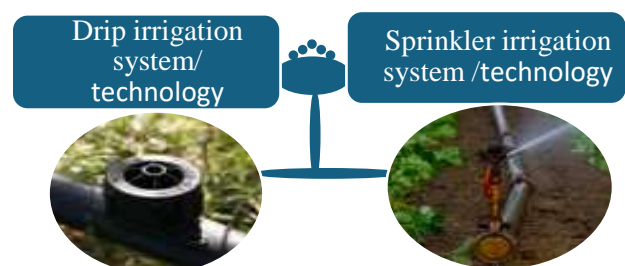 Drip irrigation
system/
technology
Sprinkler irrigation
system /technology